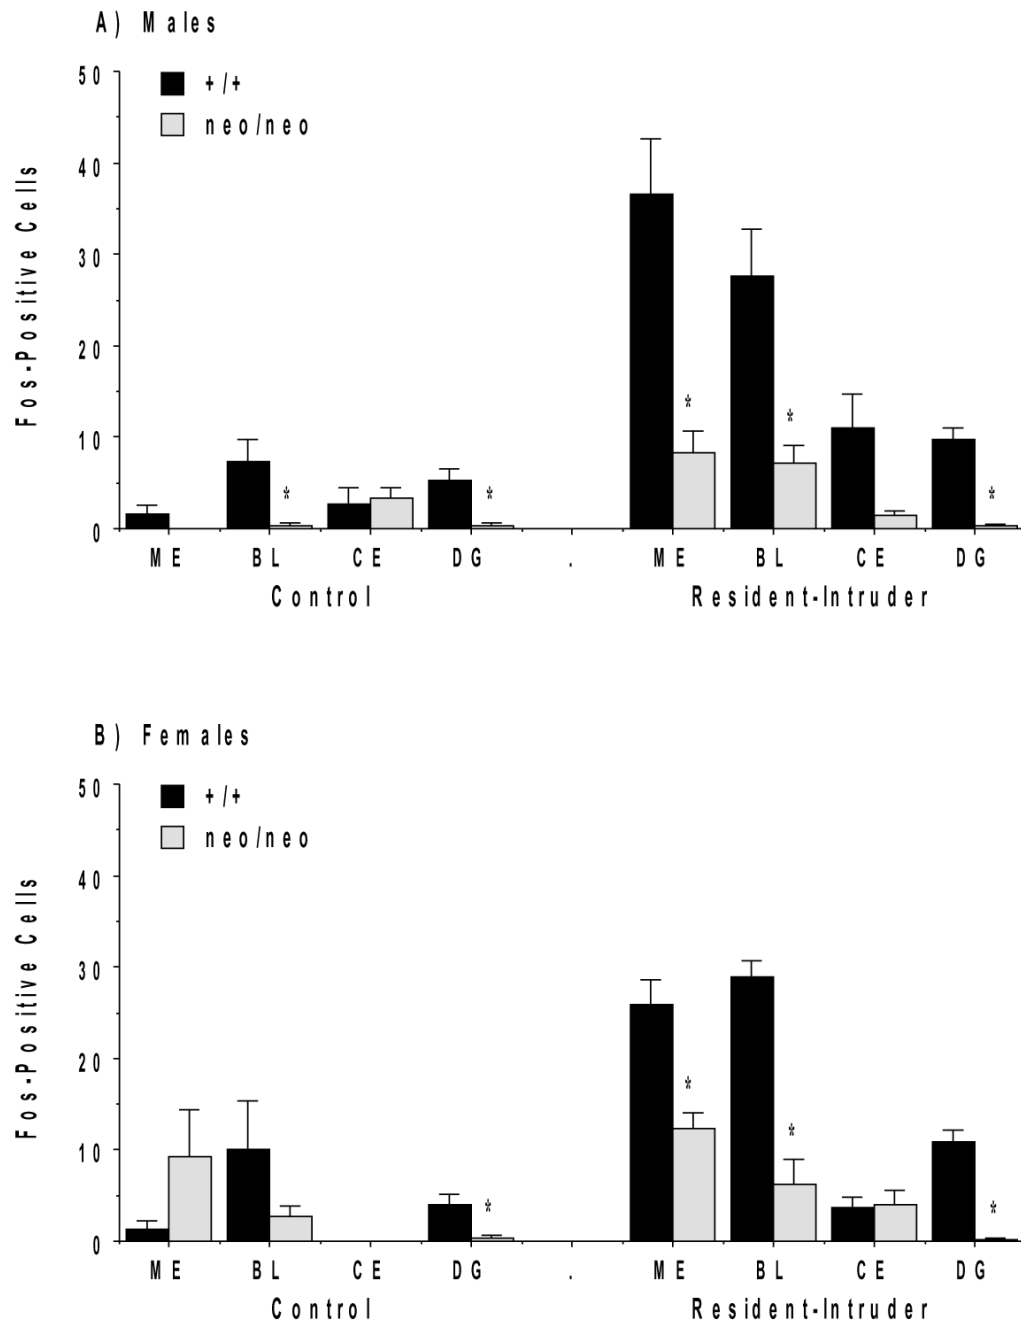 A) Males
50
+/+
neo/neo
40
30
20
10
0
Fos-Positive Cells
*
*
*
*
*
ME BL CE DG . ME BL CE DG
Control Resident-Intruder
B) Females
50
+/+
neo/neo
40
30
20
10
0
Fos-Positive Cells
*
*
*
*
ME BL CE DG . ME BL CE DG
Control Resident-Intruder